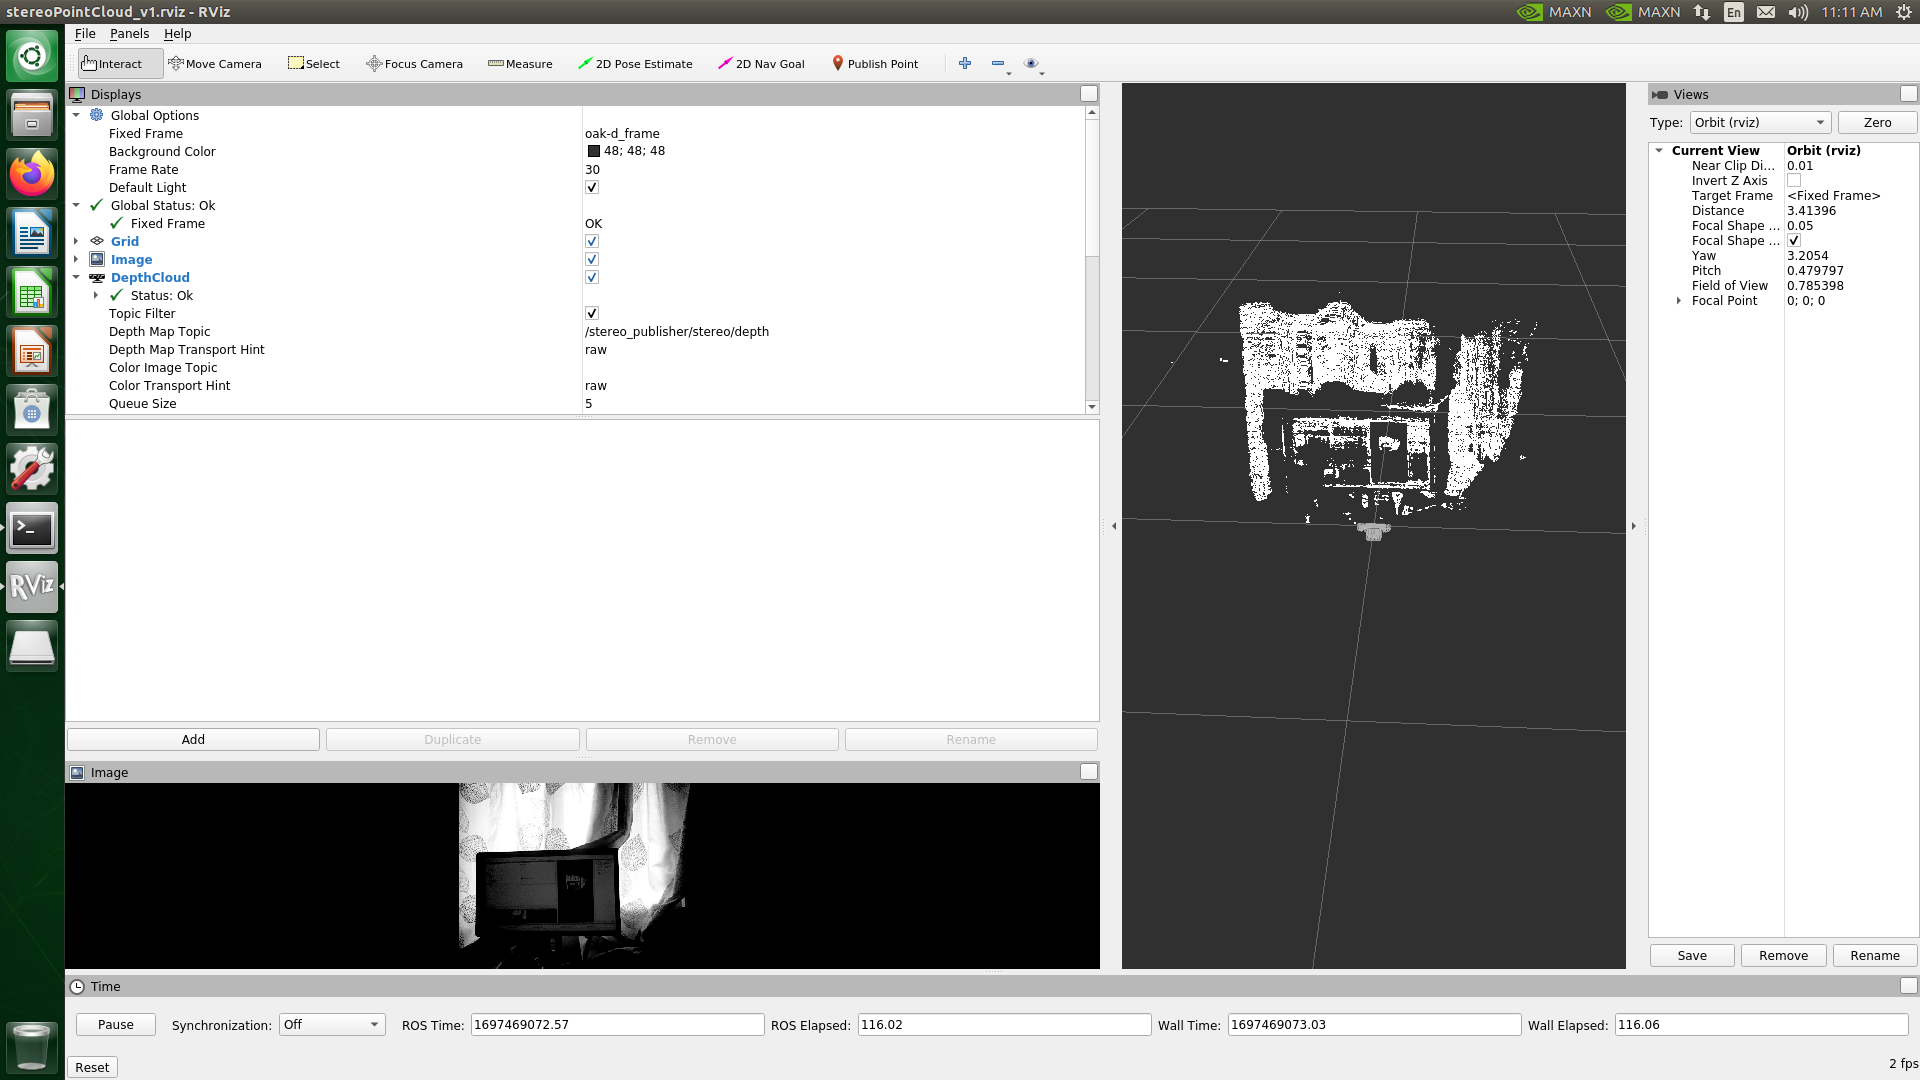 stereoPointCloud_v1.rviz - RViz
MAXN MAXN En 11:11 AM
File Panels Help
Interact Move Camera Select Focus Camera Measure 2D Pose Estimate 2D Nav Goal Publish Point
Displays
Global Options
Fixed Frame oak-d_frame
Background Color 48; 48; 48
Frame Rate 30
Default Light
Global Status: Ok
Fixed Frame OK
Grid
Image
DepthCloud
Status: Ok
Topic Filter
Depth Map Topic /stereo_publisher/stereo/depth
Depth Map Transport Hint raw
Color Image Topic
Color Transport Hint raw
Queue Size 5
Add Duplicate Remove Rename
Image
Views
Type: Orbit (rviz) Zero
Current View Orbit (rviz)
Near Clip Di... 0.01
Invert Z Axis
Target Frame <Fixed Frame>
Distance 3.41396
Focal Shape ... 0.05
Focal Shape ...
Yaw 3.2054
Pitch 0.479797
Field of View 0.785398
Focal Point 0; 0; 0
Save Remove Rename
RViz
Time
Pause Synchronization: Off ROS Time: 1697469072.57 ROS Elapsed: 116.02 Wall Time: 1697469073.03 Wall Elapsed: 116.06
Reset 2 fps